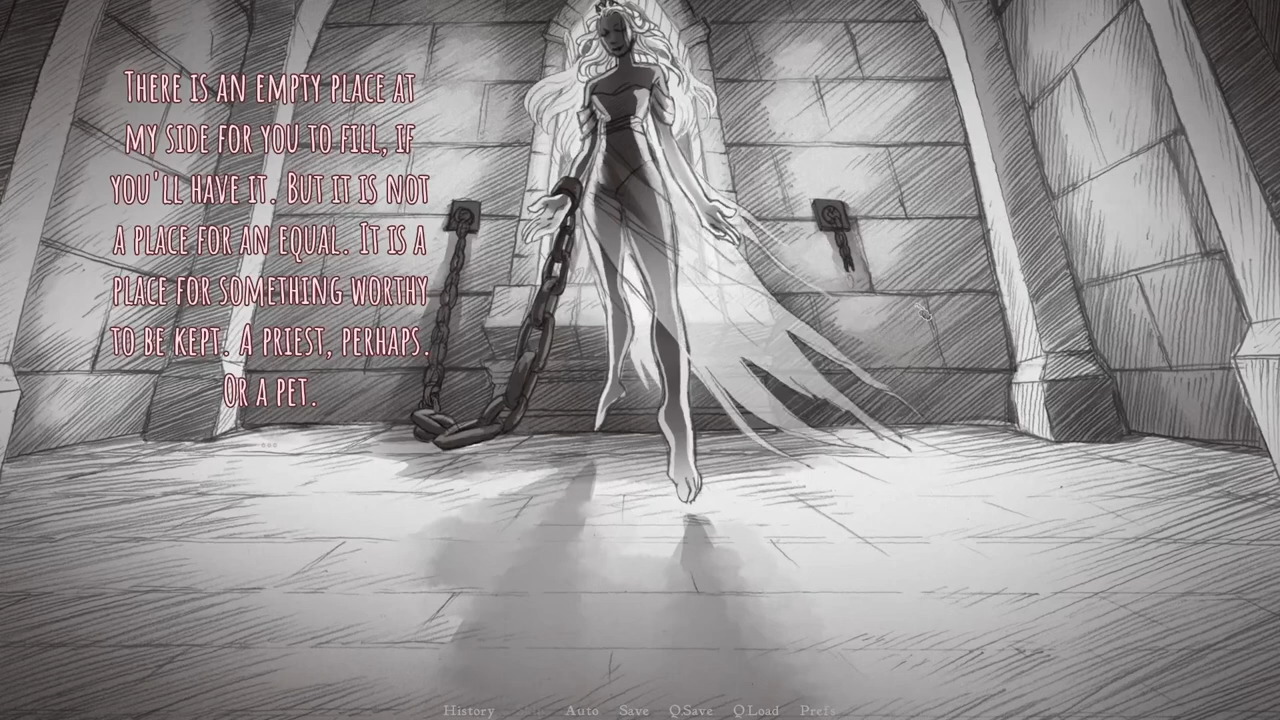 There is an empty place at
my side for you to fill, if
you'll have it. But it is not
a place for an equal. It is a
place for something worthy
to be kept. A priest, perhaps.
Or a pet.
History Skip Auto Save Q.Save Q.Load Prefs